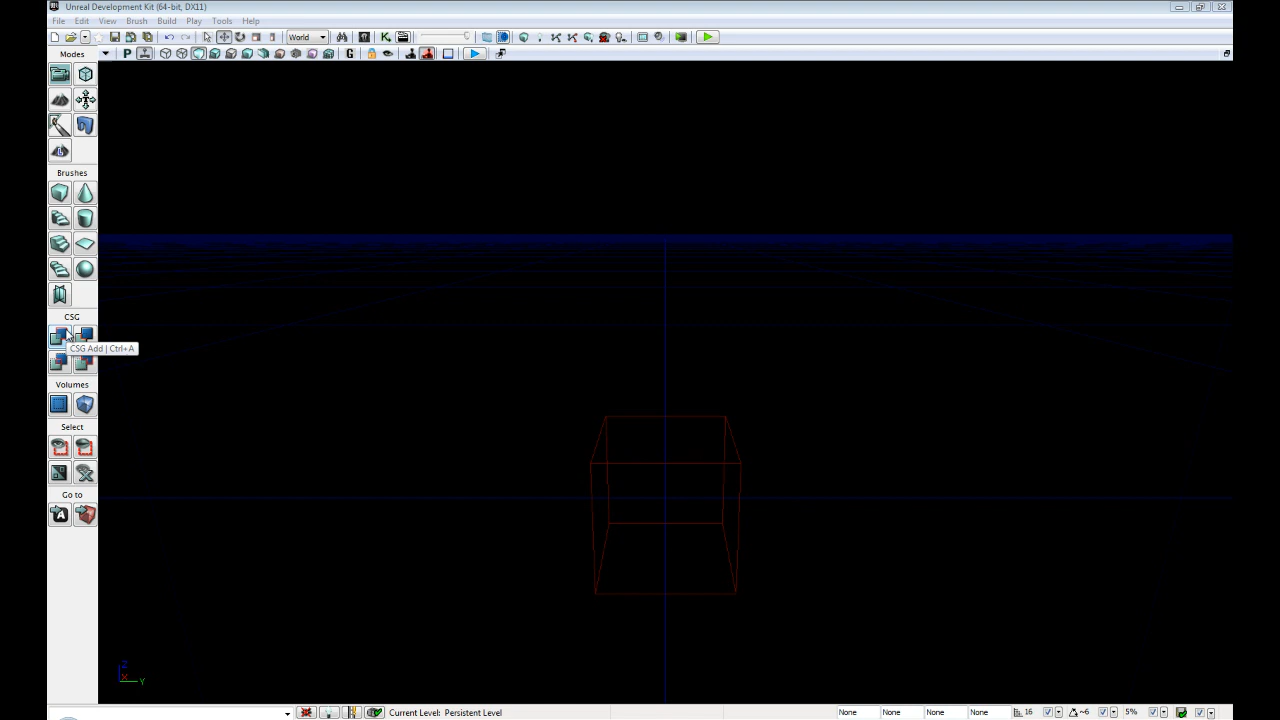 Unreal Development Kit (64-bit, DX11)
File Edit View Brush Build Play Tools Help
World
Modes
P
G
Brushes
CSG
CSG Add | Ctrl+A
Volumes
Select
Go to
A
Z
X
Y
Current Level: Persistent Level
None None None None 16 ~6 5%